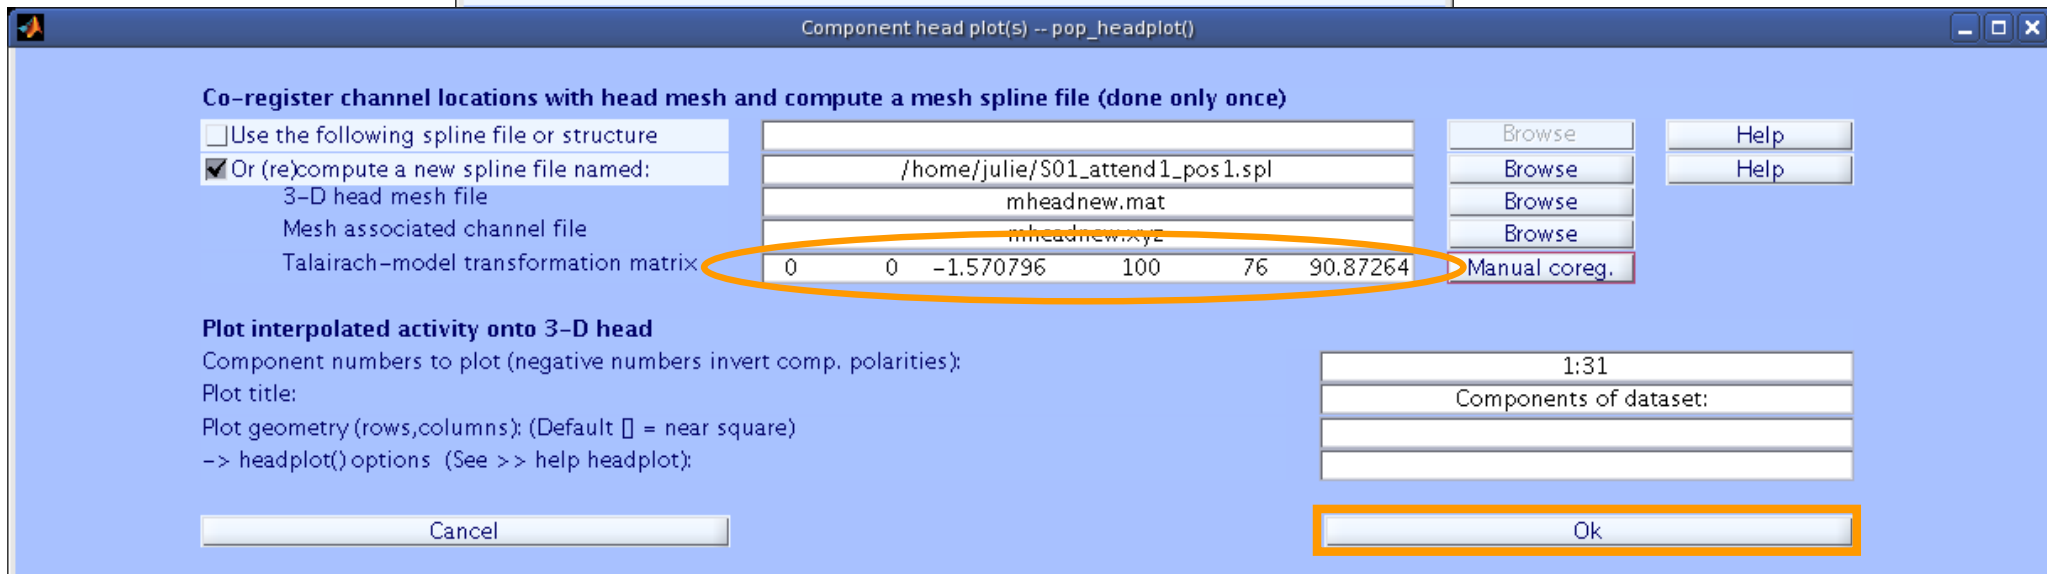 Component head plot(s) -- pop_headplot()
Co-register channel locations with head mesh and compute a mesh spline file (done only once)
Use the following spline file or structure Browse Help
Or (re)compute a new spline file named: /home/julie/S01_attend1_pos1.spl Browse Help
3-D head mesh file mheadnew.mat Browse
Mesh associated channel file mheadnew.xyz Browse
Talairach-model transformation matrix 0 0 -1.570796 100 76 90.87264 Manual coreg.
Plot interpolated activity onto 3-D head
Component numbers to plot (negative numbers invert comp. polarities): 1:31
Plot title: Components of dataset:
Plot geometry (rows,columns): (Default [] = near square)
-> headplot() options (See >> help headplot):
Cancel Ok